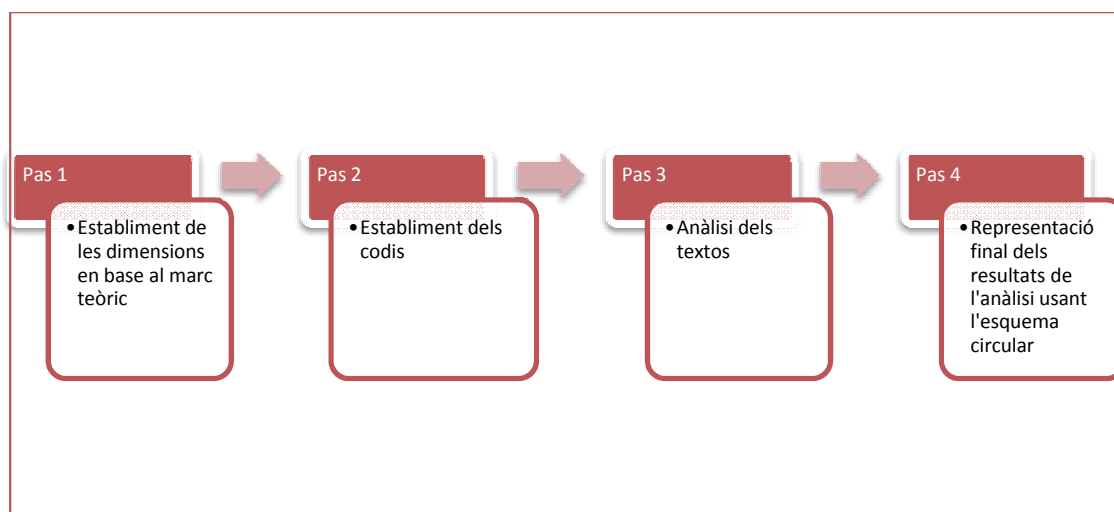 Pas 1
•Establiment de
les dimensions
en base al marc
teòric
Pas 2
•Establiment dels
codis
Pas 3
•Anàlisi dels
textos
Pas 4
•Representació
final dels
resultats de
l'anàlisi usant
l'esquema
circular